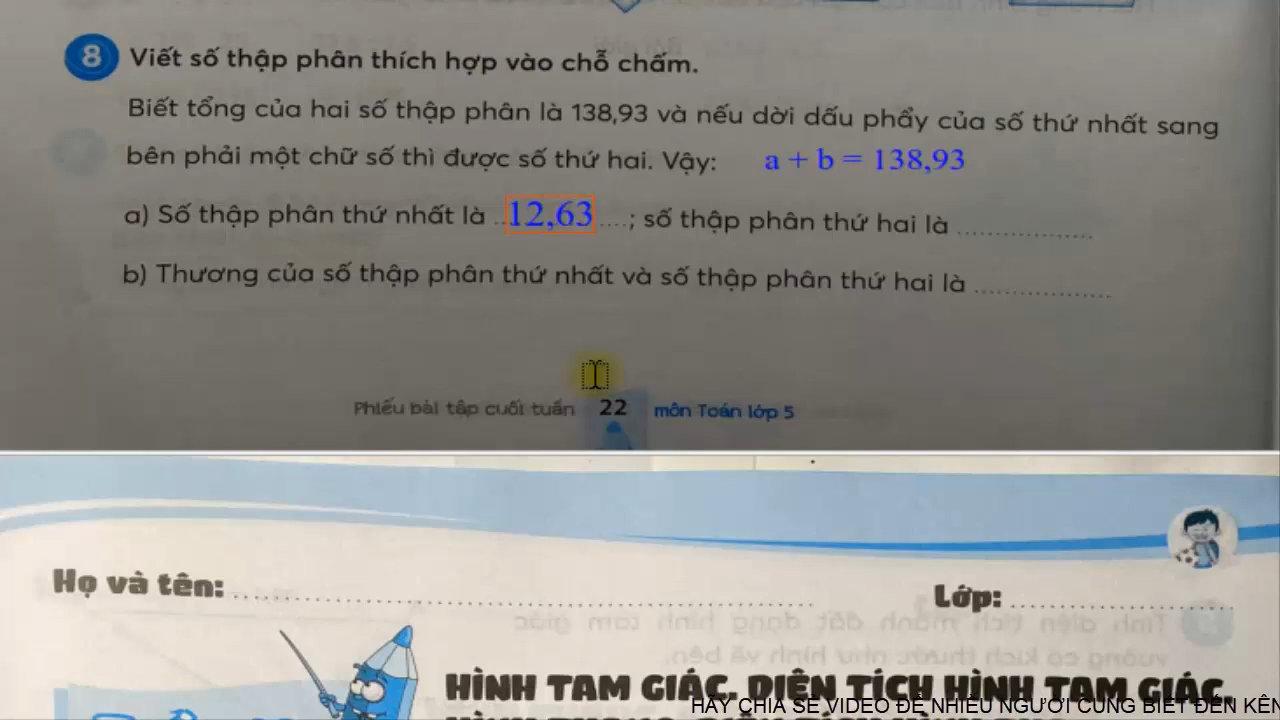 8 Viết số thập phân thích hợp vào chỗ chấm.
Biết tổng của hai số thập phân là 138,93 và nếu dời dấu phẩy của số thứ nhất sang
bên phải một chữ số thì được số thứ hai. Vậy: a + b = 138,93
a) Số thập phân thứ nhất là ..12,63....; số thập phân thứ hai là ..................
b) Thương của số thập phân thứ nhất và số thập phân thứ hai là ..................
Phiếu bài tập cuối tuần 22 môn Toán lớp 5
Họ và tên: ............................................................ Lớp: ........................
HÌNH TAM GIÁC. DIỆN TÍCH HÌNH TAM GIÁC.
HÃY CHIA SẺ VIDEO ĐỂ NHIỀU NGƯỜI CÙNG BIẾT ĐẾN KÊN